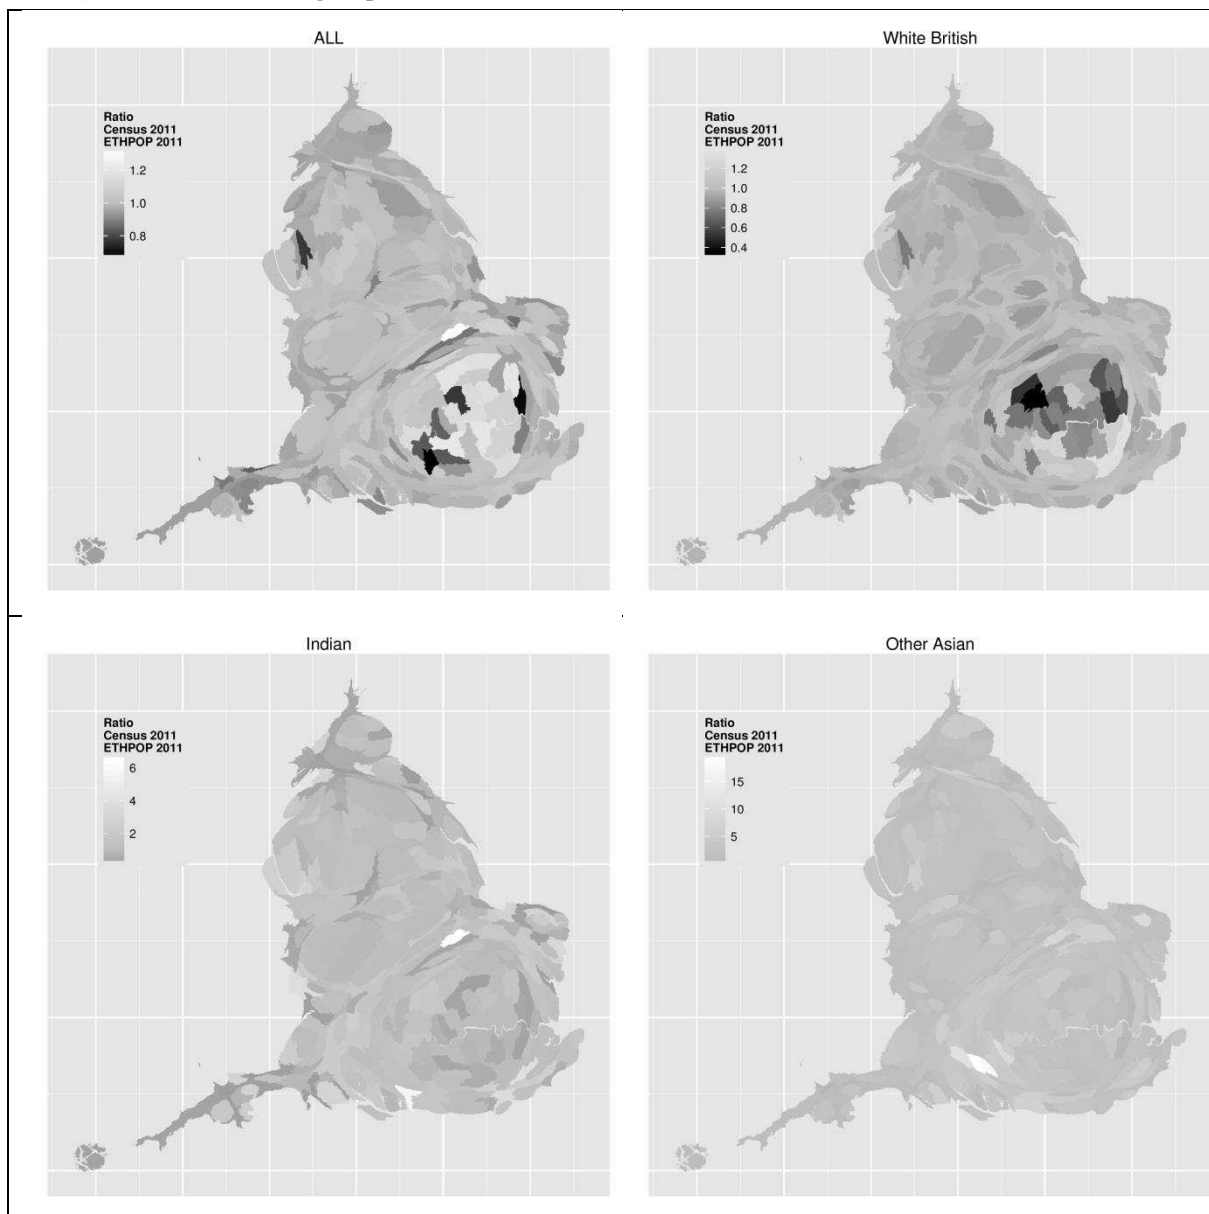 ALL
Ratio
Census 2011
ETHPOP 2011
1.2
1.0
0.8
White British
Ratio
Census 2011
ETHPOP 2011
1.2
1.0
0.8
0.6
0.4
Indian
Ratio
Census 2011
ETHPOP 2011
6
4
2
Other Asian
Ratio
Census 2011
ETHPOP 2011
15
10
5